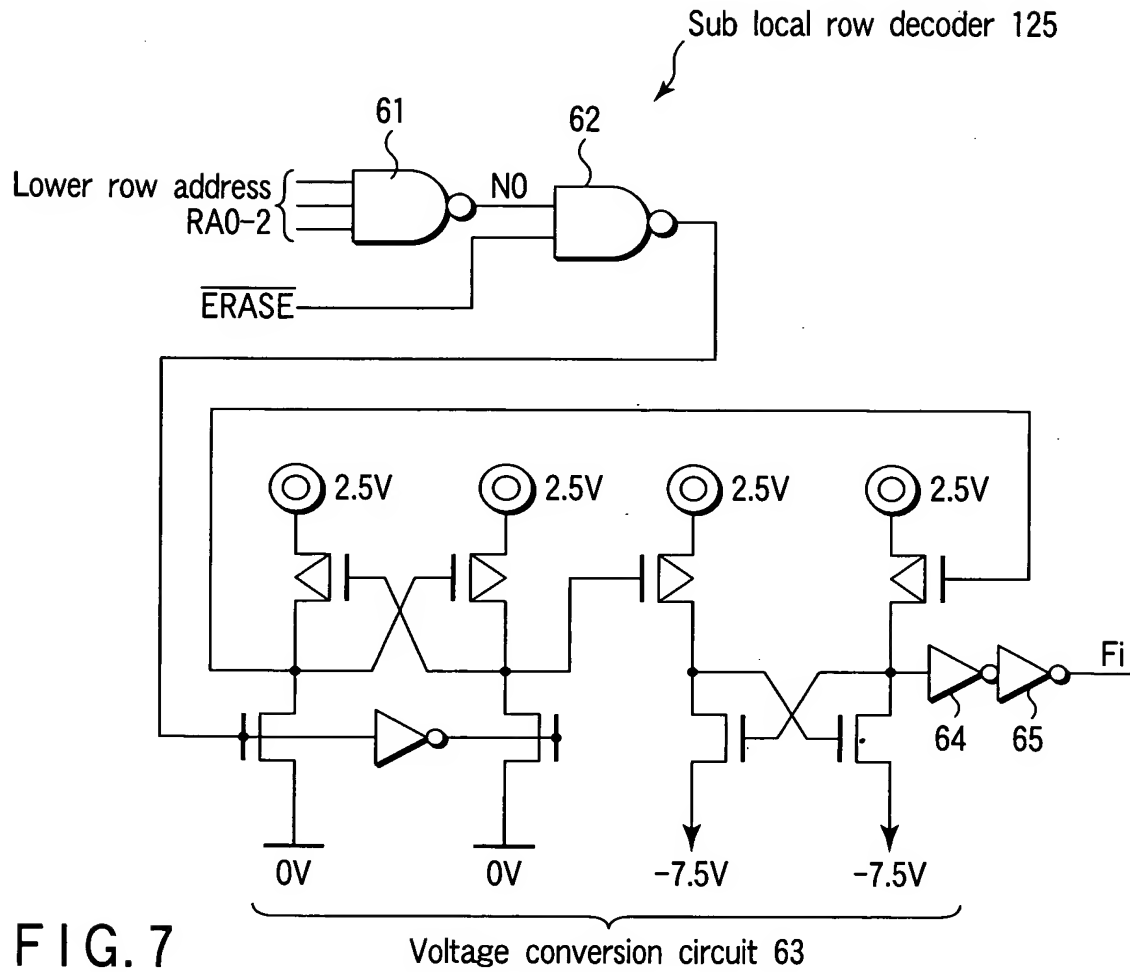 Sub local row decoder 125
61
62
Lower row address
RA0-2
N0
ERASE
2.5V
2.5V
2.5V
2.5V
Fi
64
65
0V
0V
-7.5V
-7.5V
Voltage conversion circuit 63
FIG. 7